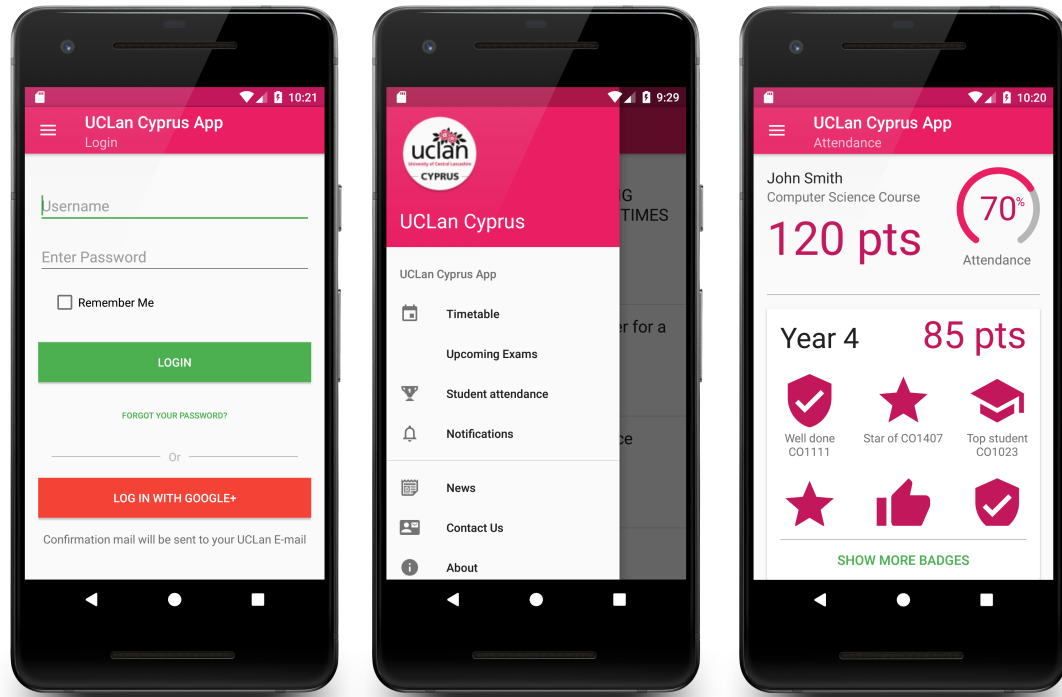 10:21
UCLan Cyprus App
Login
Username
Enter Password
Remember Me
LOGIN
FORGOT YOUR PASSWORD?
Or
LOG IN WITH GOOGLE+
Confirmation mail will be sent to your UCLan E-mail
9:29
uclan
University of Central Lancashire
CYPRUS
UCLan Cyprus
UCLan Cyprus App
Timetable
Upcoming Exams
Student attendance
Notifications
News
Contact Us
About
TIMES
for a
10:20
UCLan Cyprus App
Attendance
John Smith
Computer Science Course
120 pts
70%
Attendance
Year 4
85 pts
Well done
CO1111
Star of CO1407
Top student
CO1023
SHOW MORE BADGES